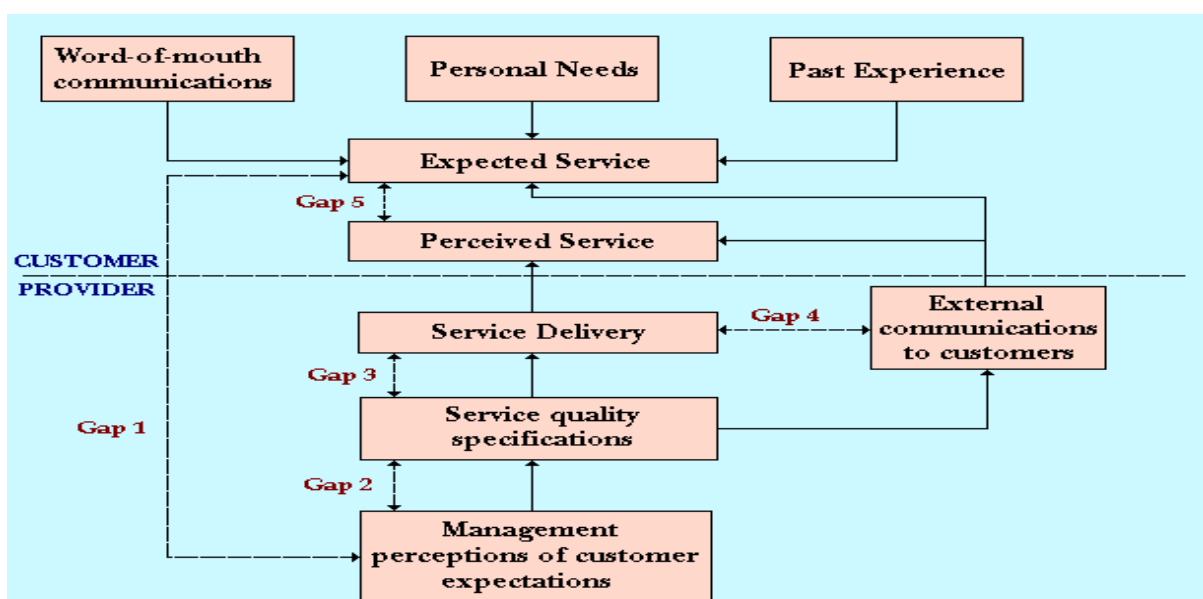 Word-of-mouth
communications
Personal Needs
Past Experience
Expected Service
Gap 5
Perceived Service
CUSTOMER
PROVIDER
Service Delivery
Gap 4
External
communications
to customers
Gap 3
Service quality
specifications
Gap 1
Gap 2
Management
perceptions of customer
expectations